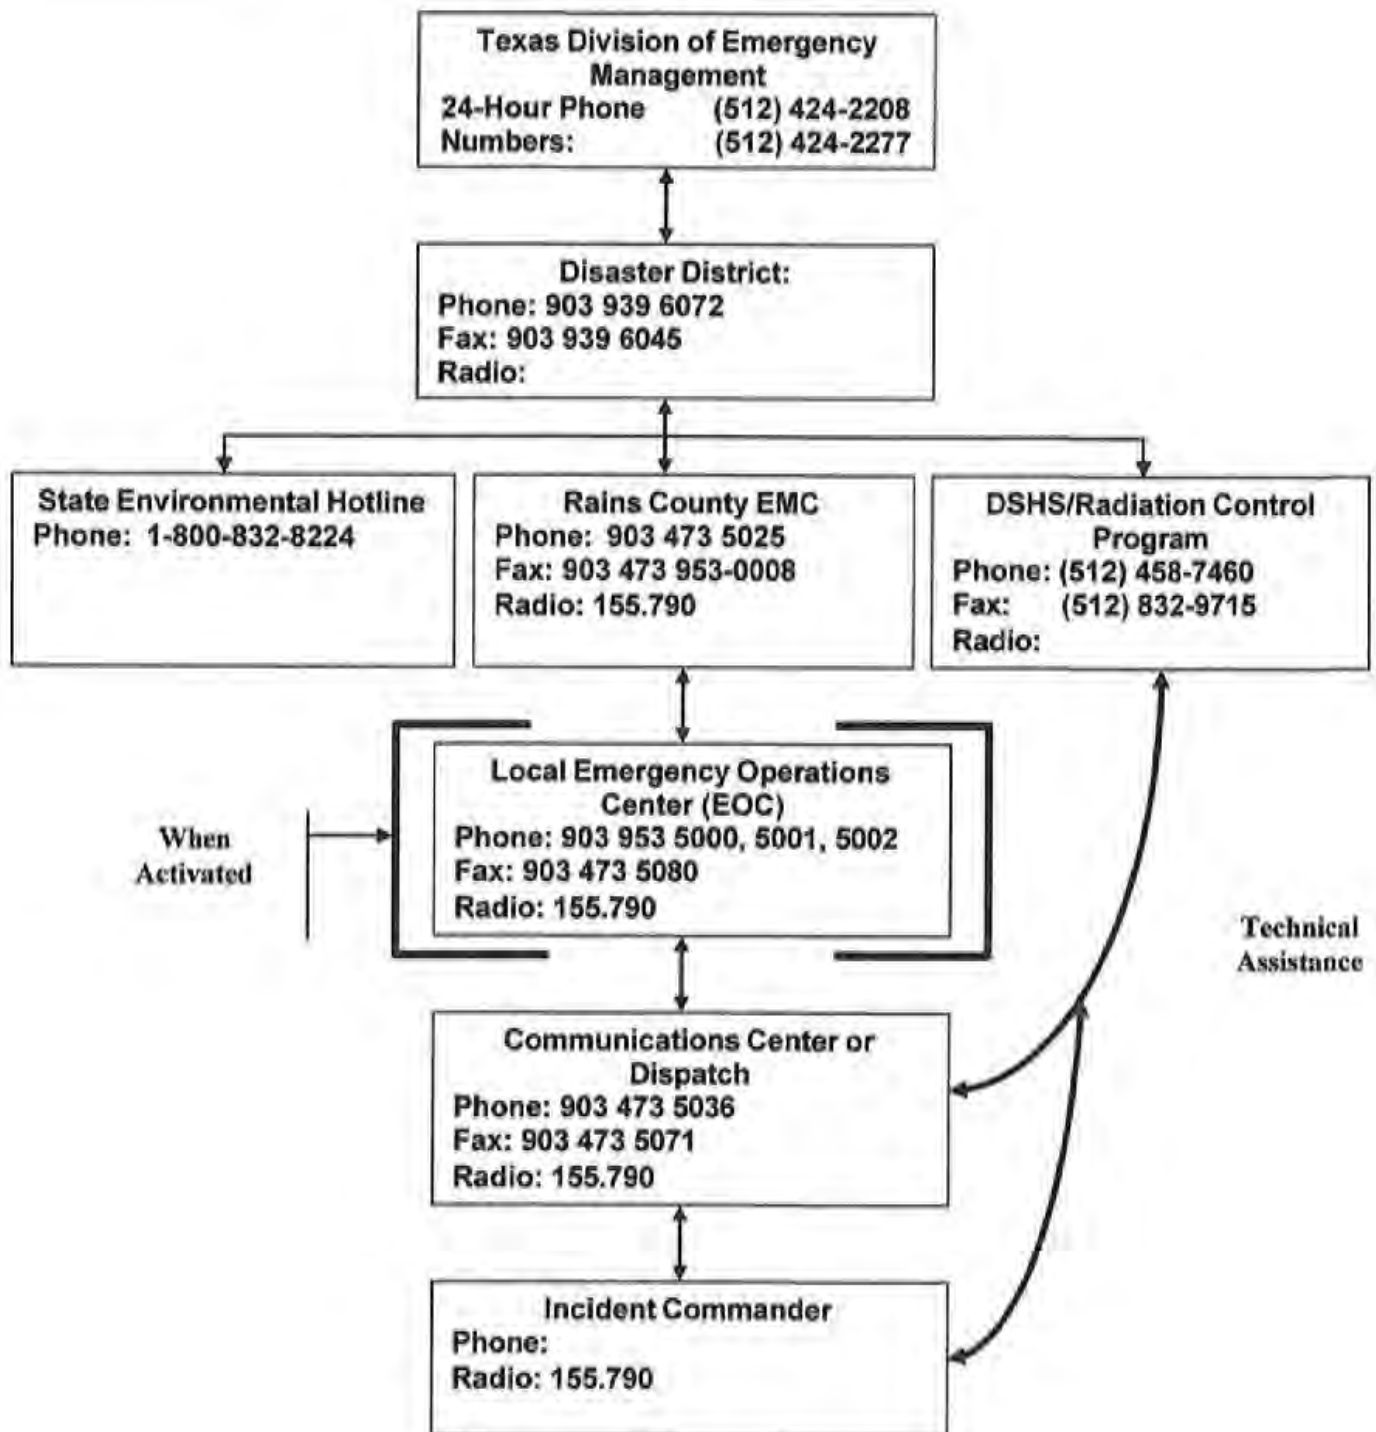 Texas Division of Emergency
Management
24-Hour Phone (512) 424-2208
Numbers: (512) 424-2277
Disaster District:
Phone: 903 939 6072
Fax: 903 939 6045
Radio:
State Environmental Hotline
Phone: 1-800-832-8224
Rains County EMC
Phone: 903 473 5025
Fax: 903 473 953-0008
Radio: 155.790
DSHS/Radiation Control
Program
Phone: (512) 458-7460
Fax: (512) 832-9715
Radio:
When
Activated
Local Emergency Operations
Center (EOC)
Phone: 903 953 5000, 5001, 5002
Fax: 903 473 5080
Radio: 155.790
Technical
Assistance
Communications Center or
Dispatch
Phone: 903 473 5036
Fax: 903 473 5071
Radio: 155.790
Incident Commander
Phone:
Radio: 155.790